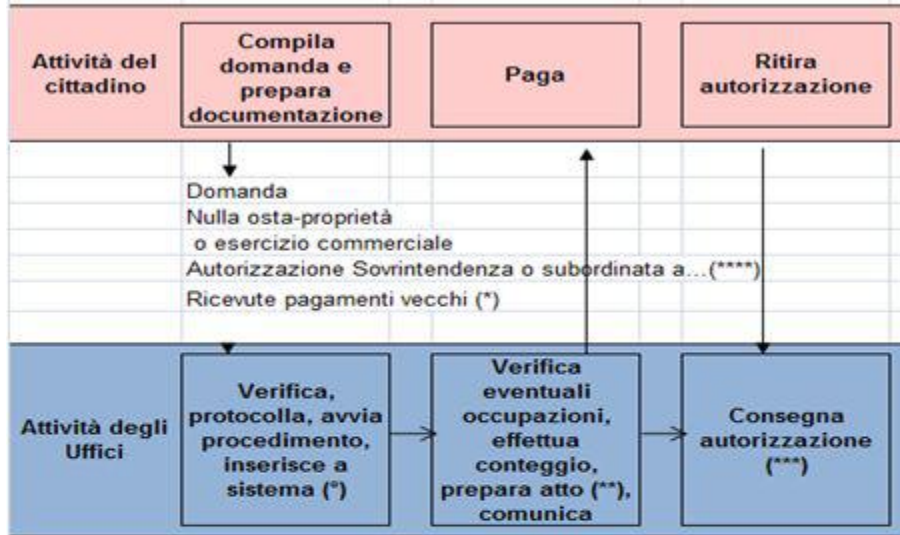 Attività del
cittadino
Compila
domanda e
prepara
documentazione
Paga
Ritira
autorizzazione
Domanda
Nulla osta-proprietà
o esercizio commerciale
Autorizzazione Sovrintendenza o subordinata a...(****)
Ricevute pagamenti vecchi (*)
Attività degli
Uffici
Verifica,
protocolla, avvia
procedimento,
inserisce a
sistema (°)
Verifica
eventuali
occupazioni,
effettua
conteggio,
prepara atto (**),
comunica
Consegna
autorizzazione
(***)